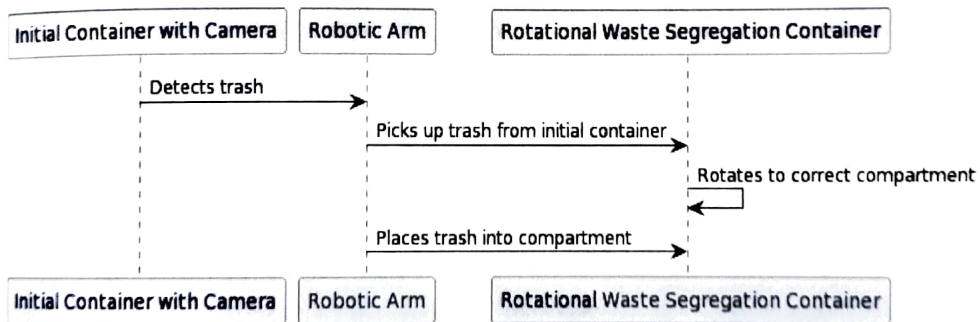 Initial Container with Camera
Robotic Arm
Rotational Waste Segregation Container
Detects trash
Picks up trash from initial container
Rotates to correct compartment
Places trash into compartment
Initial Container with Camera
Robotic Arm
Rotational Waste Segregation Container